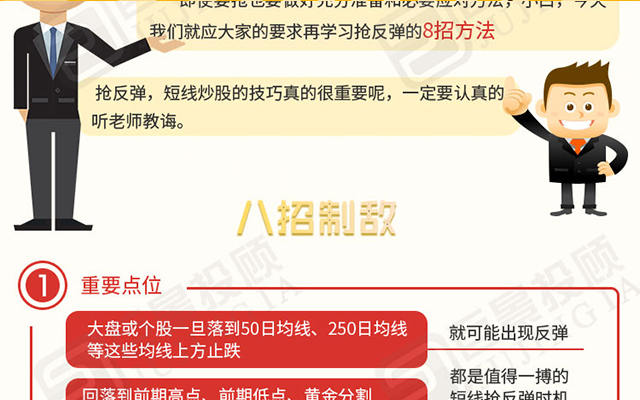 即使要抢也要做好充分准备和必要应对方法，小白，今天
我们就应大家的要求再学习抢反弹的8招方法
抢反弹，短线炒股的技巧真的很重要呢，一定要认真的
听老师教诲。
八招制敌
1 重要点位
大盘或个股一旦落到50日均线、250日均线
等这些均线上方止跌
就可能出现反弹
回落到前期高点、前期低点、黄金分割
都是值得一搏的
短线抢反弹时机